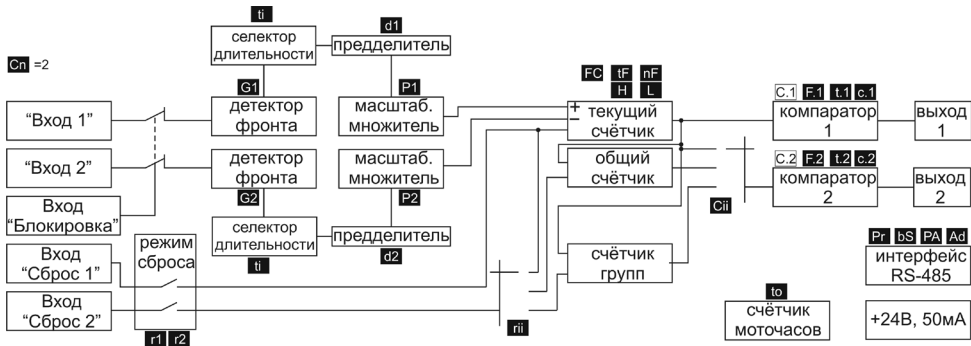 ti
d1
селектор
длительности
предделитель
Cn =2
G1
P1
FC tF nF
H L
C.1 F.1 t.1 c.1
“Вход 1”
детектор
фронта
масштаб.
множитель
+
−
текущий
счётчик
компаратор
1
выход
1
“Вход 2”
детектор
фронта
масштаб.
множитель
общий
счётчик
C.2 F.2 t.2 c.2
компаратор
2
выход
2
G2
P2
Cii
Вход
“Блокировка”
селектор
длительности
предделитель
ti
d2
Pr bS PA Ad
интерфейс
RS-485
режим
сброса
Вход
“Сброс 1”
счётчик
групп
Вход
“Сброс 2”
to
счётчик
моточасов
+24В, 50мА
r1 r2
rii